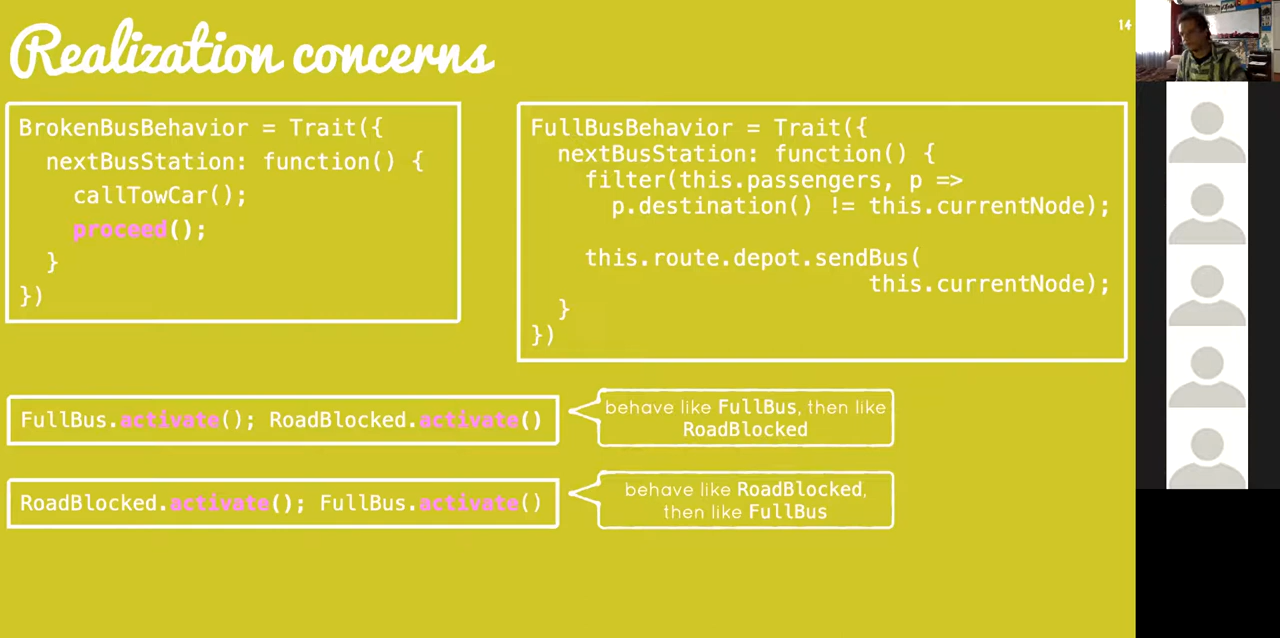 14
Realization concerns
BrokenBusBehavior = Trait({
nextBusStation: function() {
callTowCar();
proceed();
}
})
FullBusBehavior = Trait({
nextBusStation: function() {
filter(this.passengers, p =>
p.destination() != this.currentNode);
this.route.depot.sendBus(
this.currentNode);
}
})
FullBus.activate(); RoadBlocked.activate()
behave like FullBus, then like
RoadBlocked
RoadBlocked.activate(); FullBus.activate()
behave like RoadBlocked,
then like FullBus